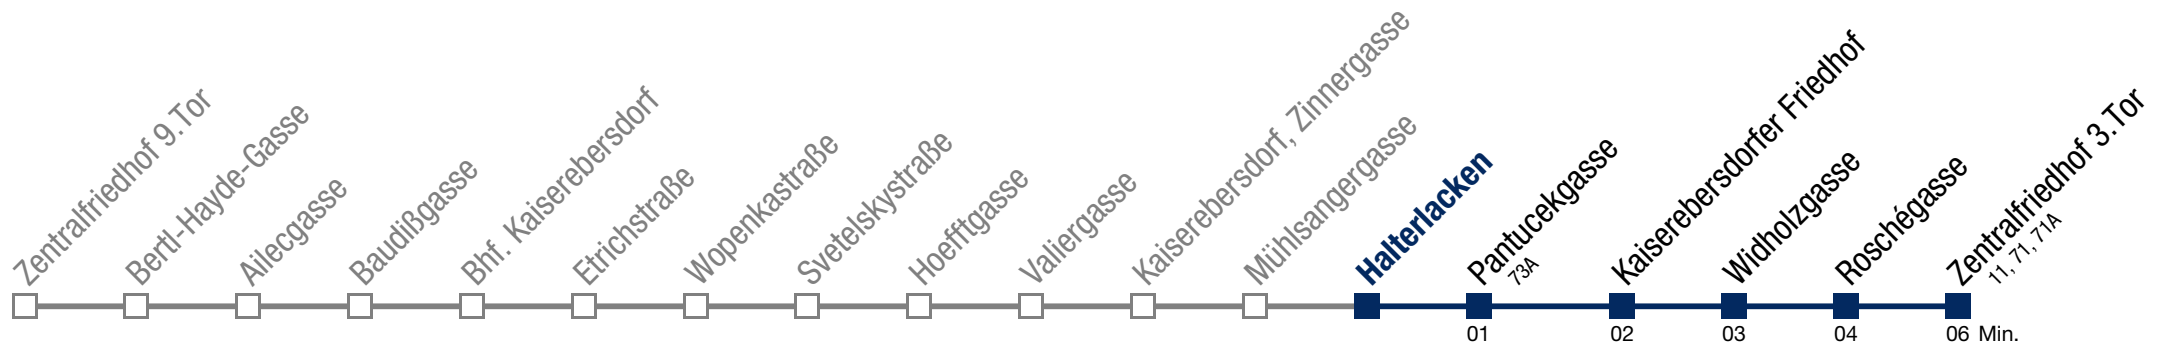 Zentralfriedhof 9.Tor
Bertl-Hayde-Gasse
Ailecgasse
Baudißgasse
Bhf. Kaiserebersdorf
Etrichstraße
Wopenkastraße
Svetelskystraße
Hoefftgasse
Valiergasse
Kaiserebersdorf, Zinnergasse
Mühlsangergasse
Halterlacken
Pantucekgasse
73A
Kaiserebersdorfer Friedhof
Widholzgasse
Roschégasse
Zentralfriedhof 3.Tor
11, 71, 71A
01 02 03 04 06 Min.